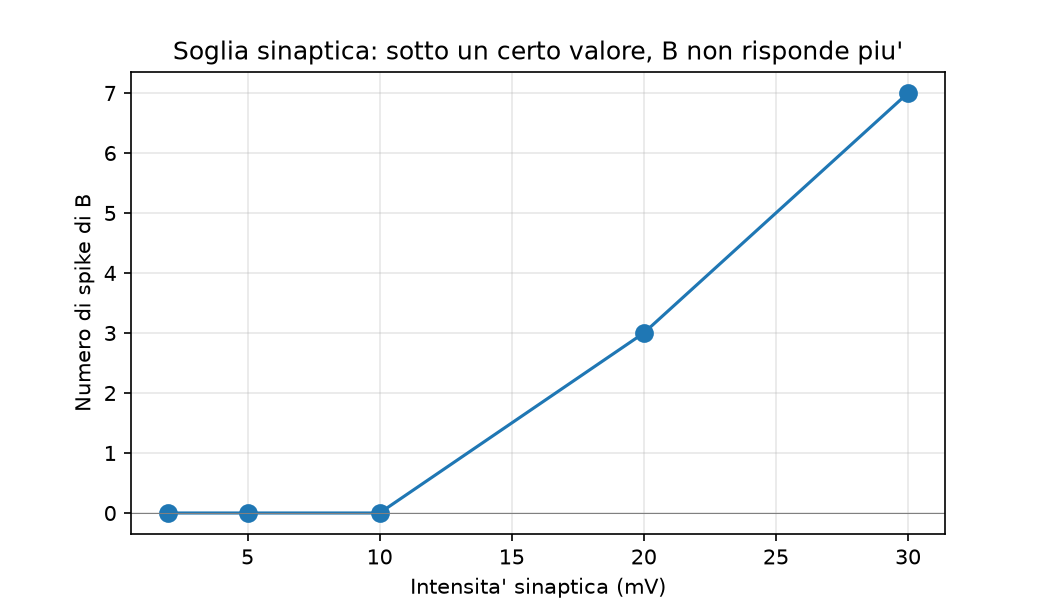 Soglia sinaptica: sotto un certo valore, B non risponde piu'
7
6
5
4
3
2
1
0
Numero di spike di B
5 10 15 20 25 30
Intensita' sinaptica (mV)